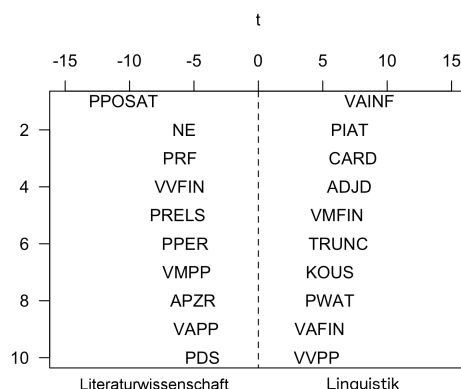 t
-15 -10 -5 0 5 10 15
PPOSAT VAINF
2 NE PIAT
PRF CARD
4 VVFIN ADJD
PRELS VMFIN
6 PPER TRUNC
VMPP KOUS
8 APZR PWAT
VAPP VAFIN
10 PDS VVPP
Literaturwissenschaft Linguistik